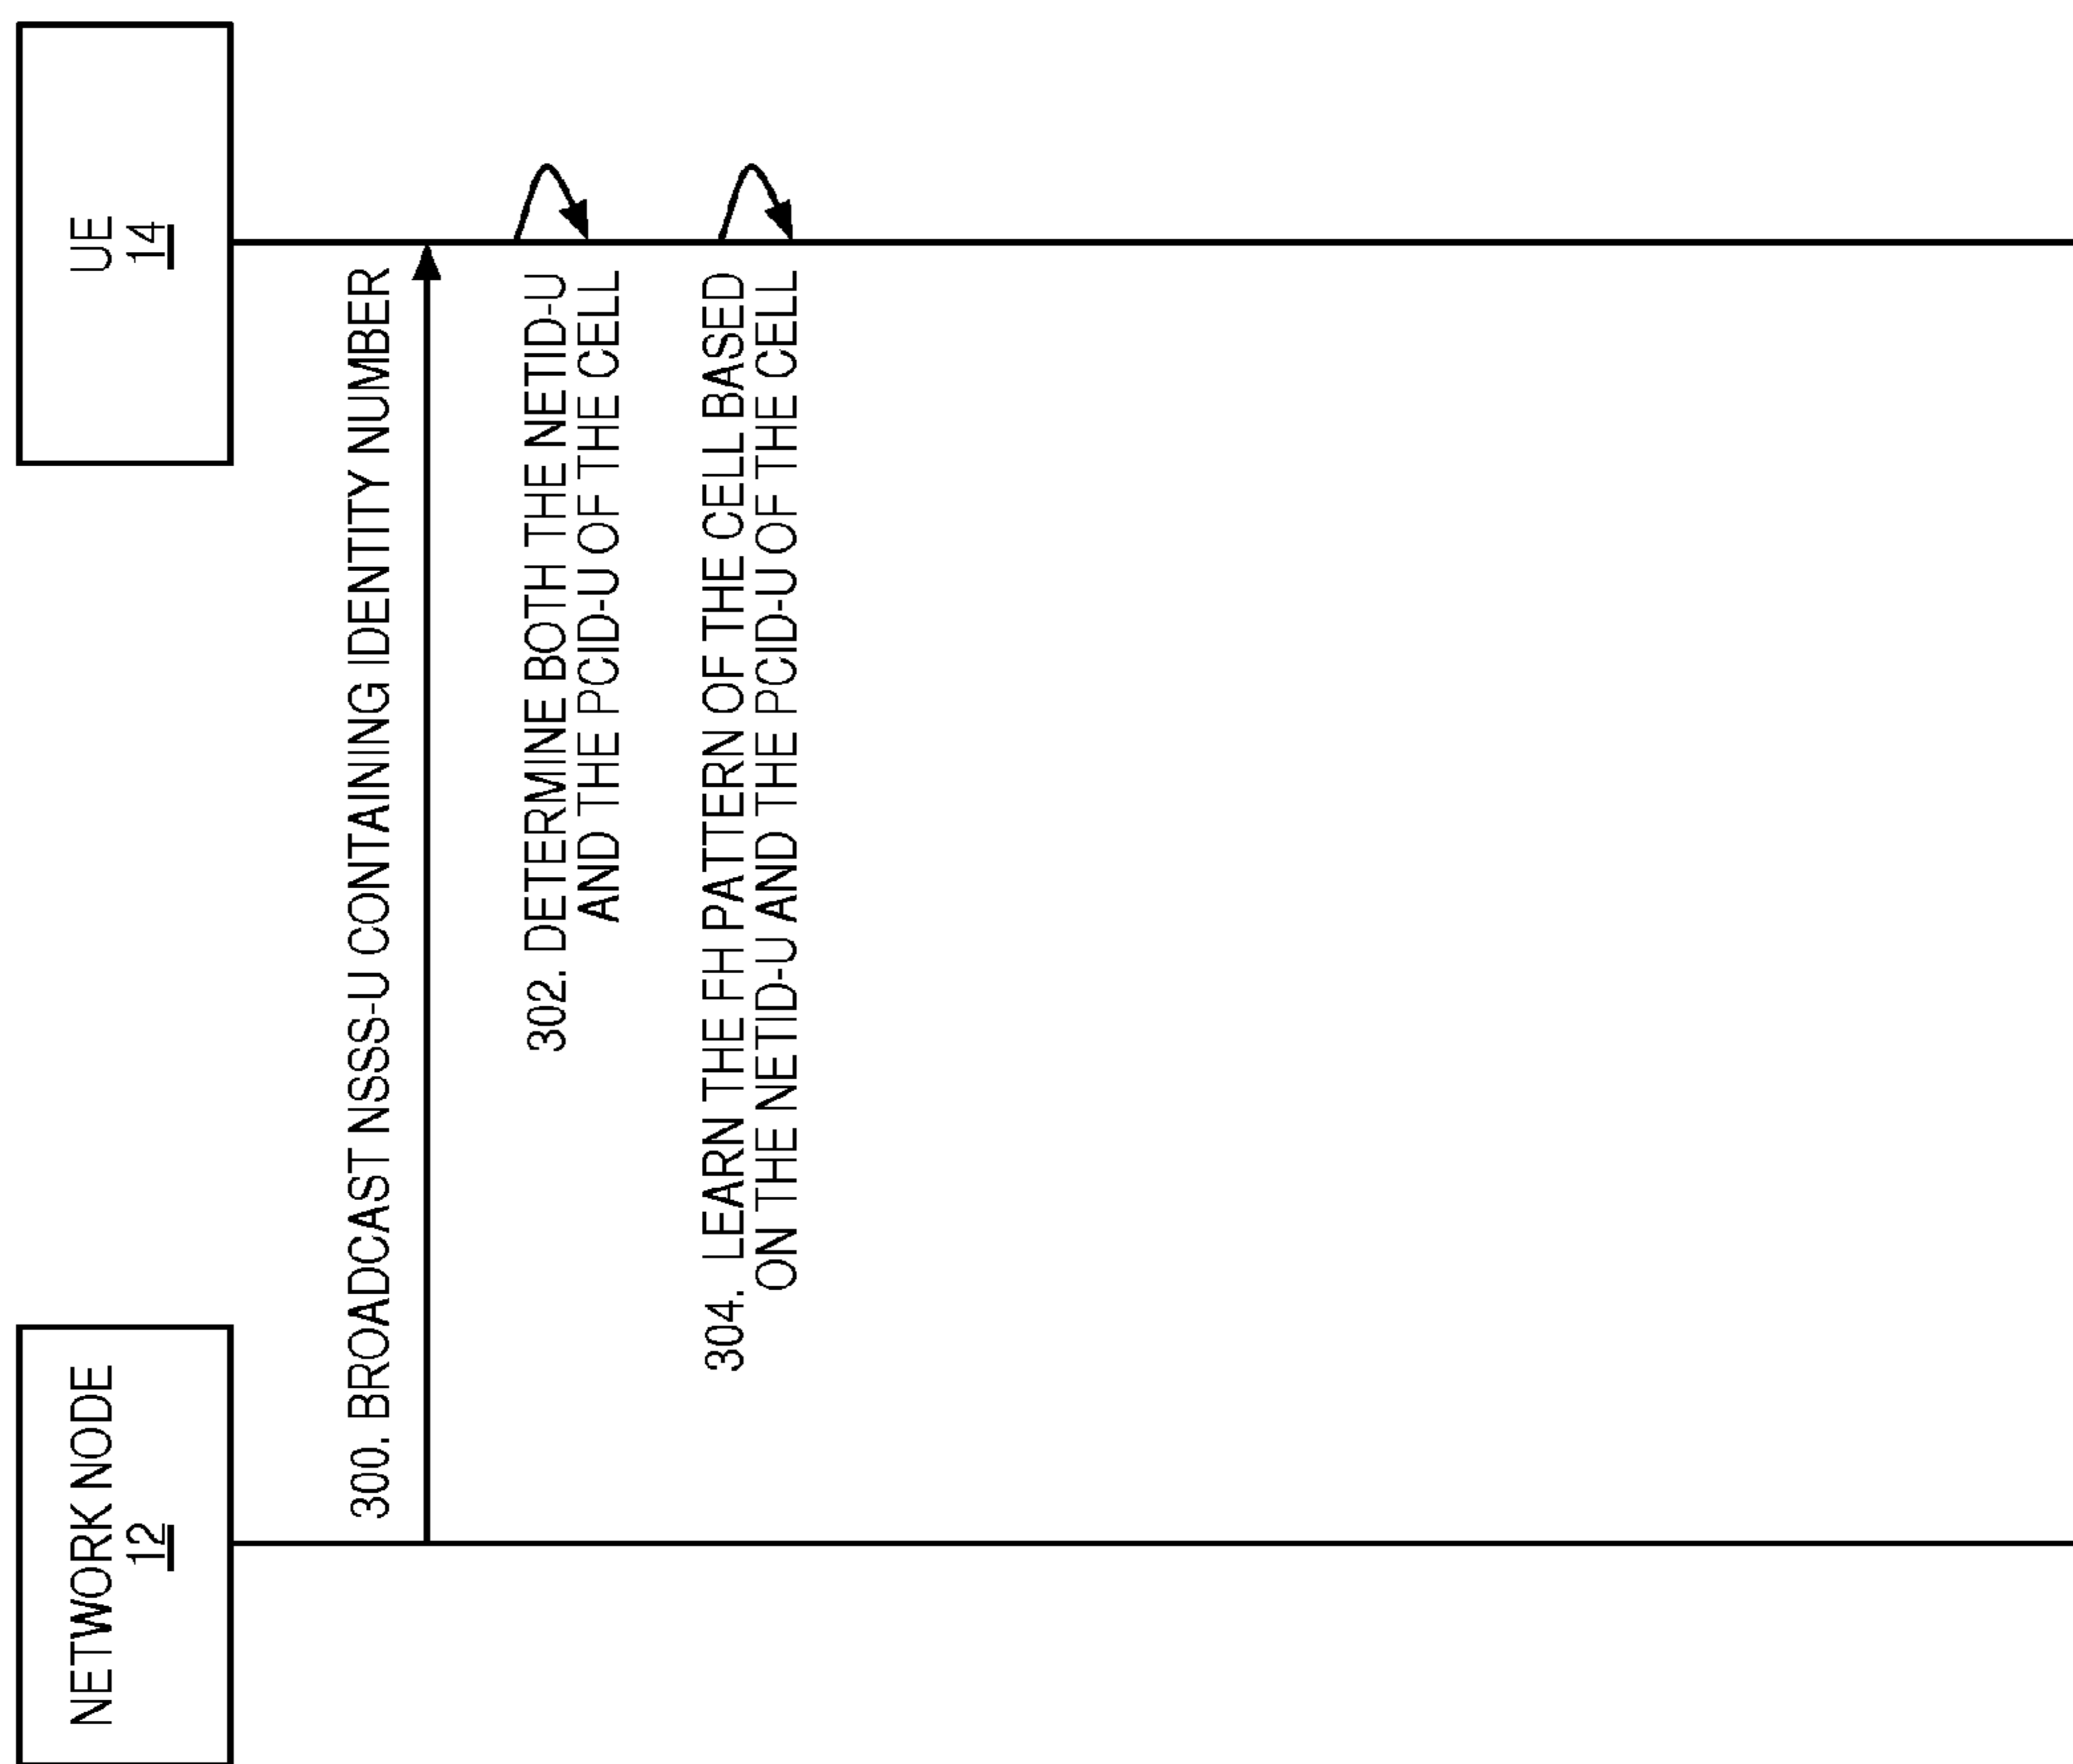 NETWORK NODE
12
UE
14
300. BROADCAST NSSS-U CONTAINING IDENTITY NUMBER
302. DETERMINE BOTH THE NETID-U
AND THE PCID-U OF THE CELL
304. LEARN THE FH PATTERN OF THE CELL BASED
ON THE NETID-U AND THE PCID-U OF THE CELL